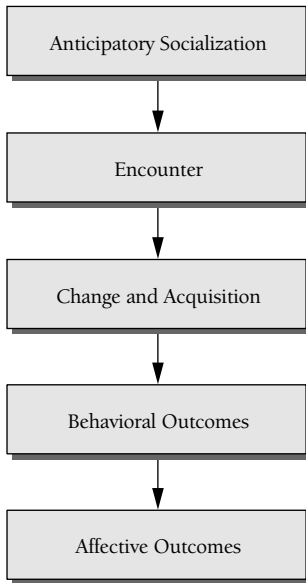 Anticipatory Socialization
Encounter
Change and Acquisition
Behavioral Outcomes
Affective Outcomes